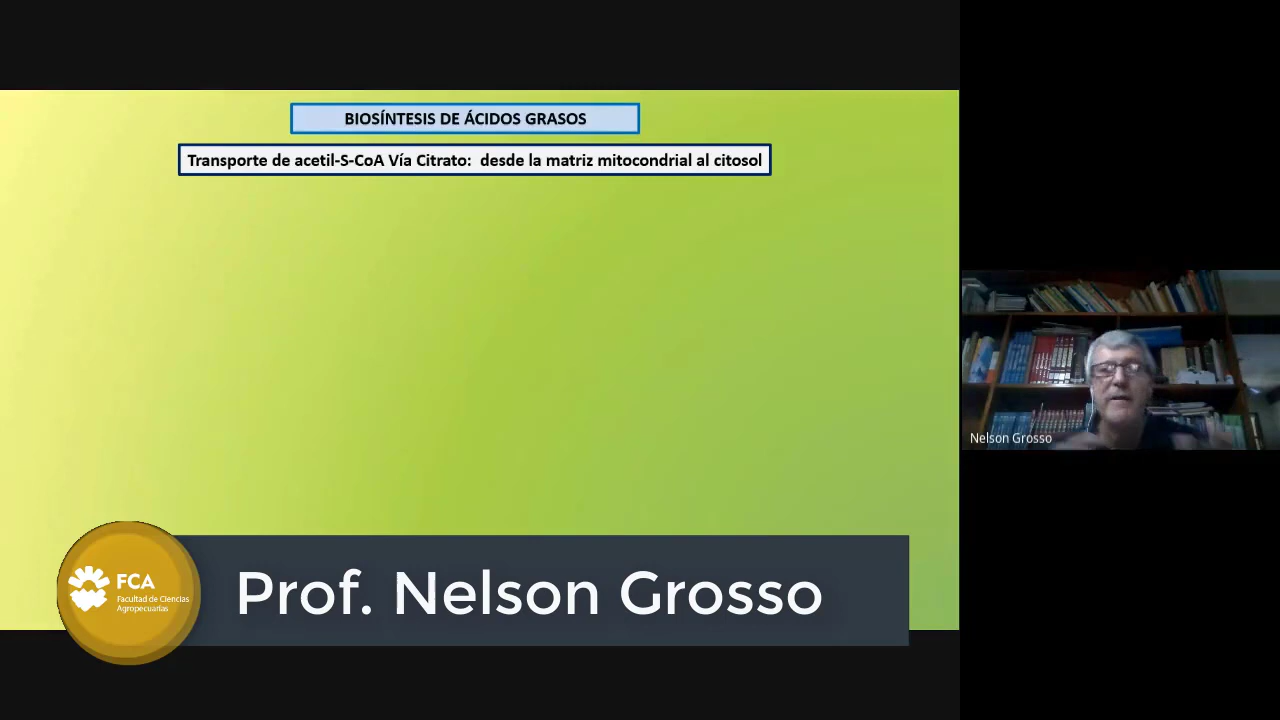 BIOSÍNTESIS DE ÁCIDOS GRASOS
Transporte de acetil-S-CoA Vía Citrato:  desde la matriz mitocondrial al citosol
Nelson Grosso
FCA
Facultad de Ciencias
Agropecuarias
Prof. Nelson Grosso